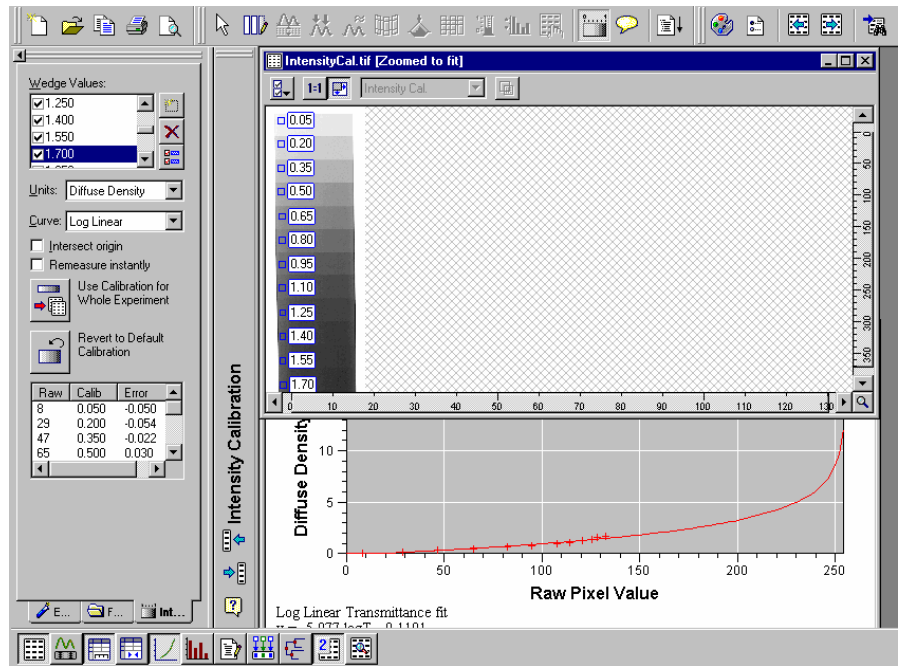 IntensityCal.tif [Zoomed to fit]
1=1
Intensity Cal.
Wedge Values:
1.250
1.400
1.550
1.700
Units: Diffuse Density
Curve: Log Linear
Intersect origin
Remeasure instantly
Use Calibration for
Whole Experiment
Revert to Default
Calibration
Raw Calib Error
8 0.050 -0.050
29 0.200 -0.054
47 0.350 -0.022
65 0.500 0.030
E... F... Int...
Intensity Calibration
0.05
0.20
0.35
0.50
0.65
0.80
0.95
1.10
1.25
1.40
1.55
1.70
0 50 100 150 200 250 300 350
0 10 20 30 40 50 60 70 80 90 100 110 120 130
Diffuse Density
10
5
0
0 50 100 150 200 250
Raw Pixel Value
Log Linear Transmittance fit
2